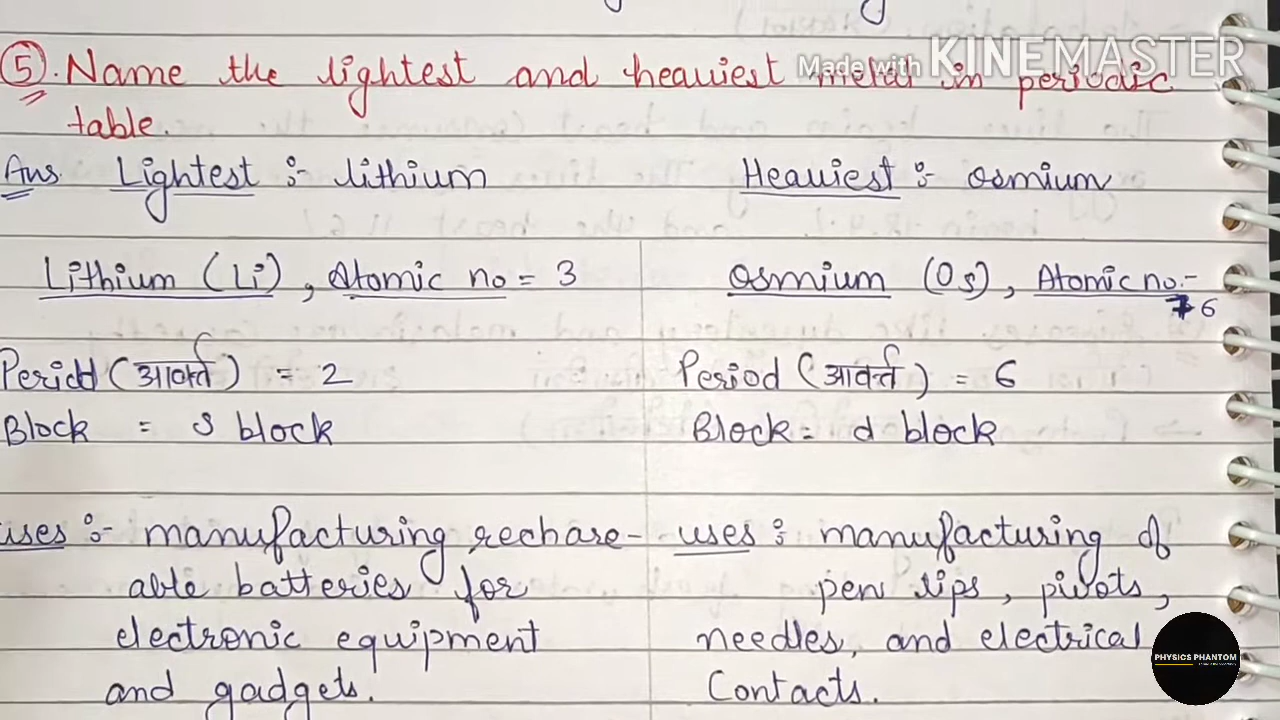 Made with KINEMASTER
⑤. Name the lightest and heaviest metal in periodic
table.
Ans Lightest :- lithium
Heaviest :- osmium
Lithium (Li), Atomic no = 3
Period (आवर्त) = 2
Block = s block
uses :- manufacturing rechare-
able batteries for
electronic equipment
and gadgets.
Osmium (Os), Atomic no.-
76
Period (आवर्त) = 6
Block = d block
uses : manufacturing of
pen tips, pivots,
needles, and electrical
Contacts.
PHYSICS PHANTOM